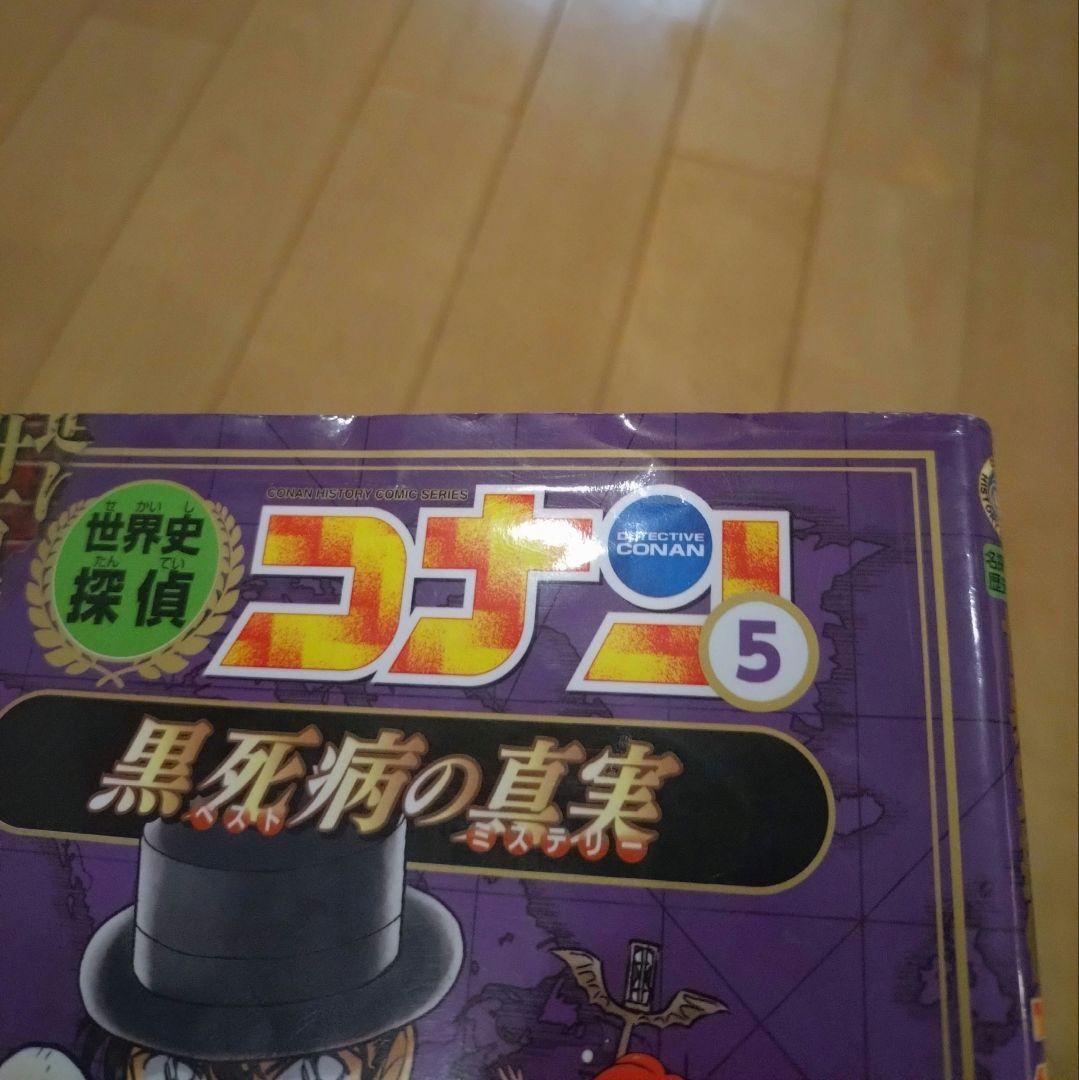 CONAN HISTORY COMIC SERIES
せかいし
世界史
たんてい
探偵
コナン
DETECTIVE
CONAN
5
黒死病の真実
ペスト
ミステリー